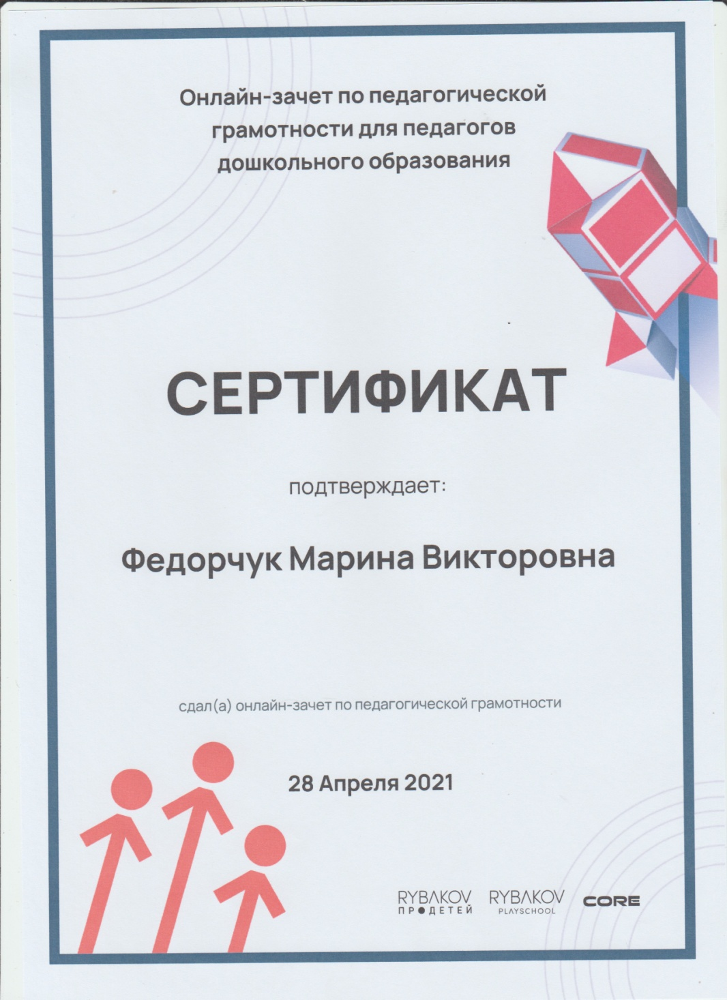 Онлайн-зачет по педагогической
грамотности для педагогов
дошкольного образования
СЕРТИФИКАТ
подтверждает:
Федорчук Марина Викторовна
сдал(а) онлайн-зачет по педагогической грамотности
28 Апреля 2021
RYBAKOV
ПРОДЕТЕЙ
RYBAKOV
PLAYSCHOOL
CORE